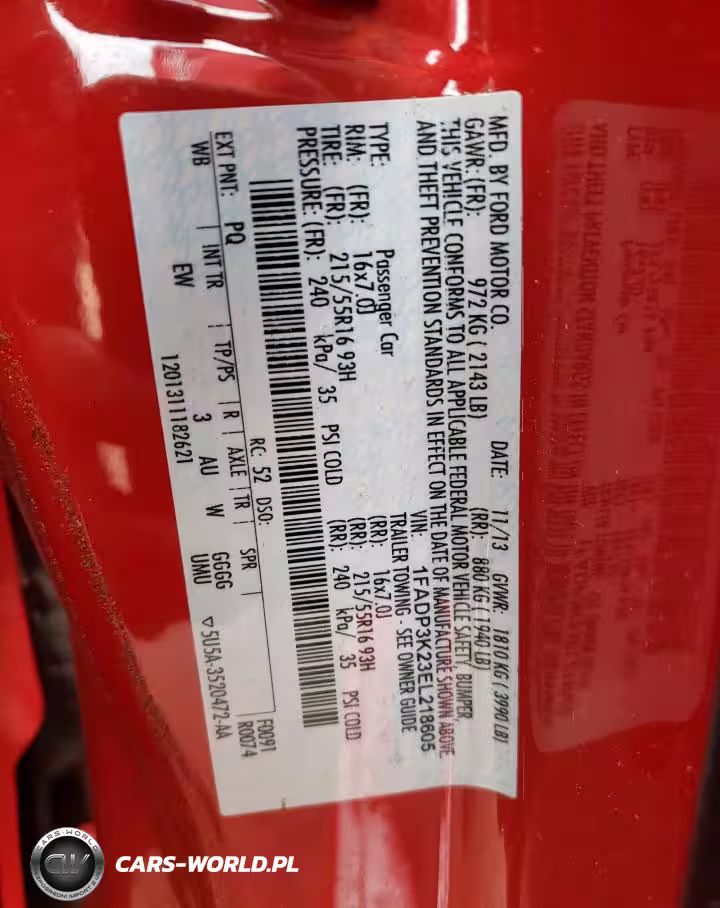 MFD. BY FORD MOTOR CO. DATE: 11/13 GVWR: 1810 KG ( 3990 LB)
GAWR: (FR): 972 KG ( 2143 LB) (RR): 880 KG ( 1940 LB)
THIS VEHICLE CONFORMS TO ALL APPLICABLE FEDERAL MOTOR VEHICLE SAFETY, BUMPER,
AND THEFT PREVENTION STANDARDS IN EFFECT ON THE DATE OF MANUFACTURE SHOWN ABOVE.
VIN: 1FADP3K23EL218605
TYPE: Passenger Car TRAILER TOWING - SEE OWNER GUIDE
RIM: (FR): 16x7.0J (RR): 16x7.0J
TIRE: (FR): 215/55R16 93H (RR): 215/55R16 93H
PRESSURE: (FR): 240 kPa/ 35 PSI COLD (RR): 240 kPa/ 35 PSI COLD
F0091
RC: 52 DSO: R0074
EXT PNT: PQ
WB | INT TR | TP/PS | R | AXLE | TR | SPR
EW 3 AU W GGGG
UMU
1201311182621 ▽5U5A-3520472-AA
CARS-WORLD.PL
CARS-WORLD
CW